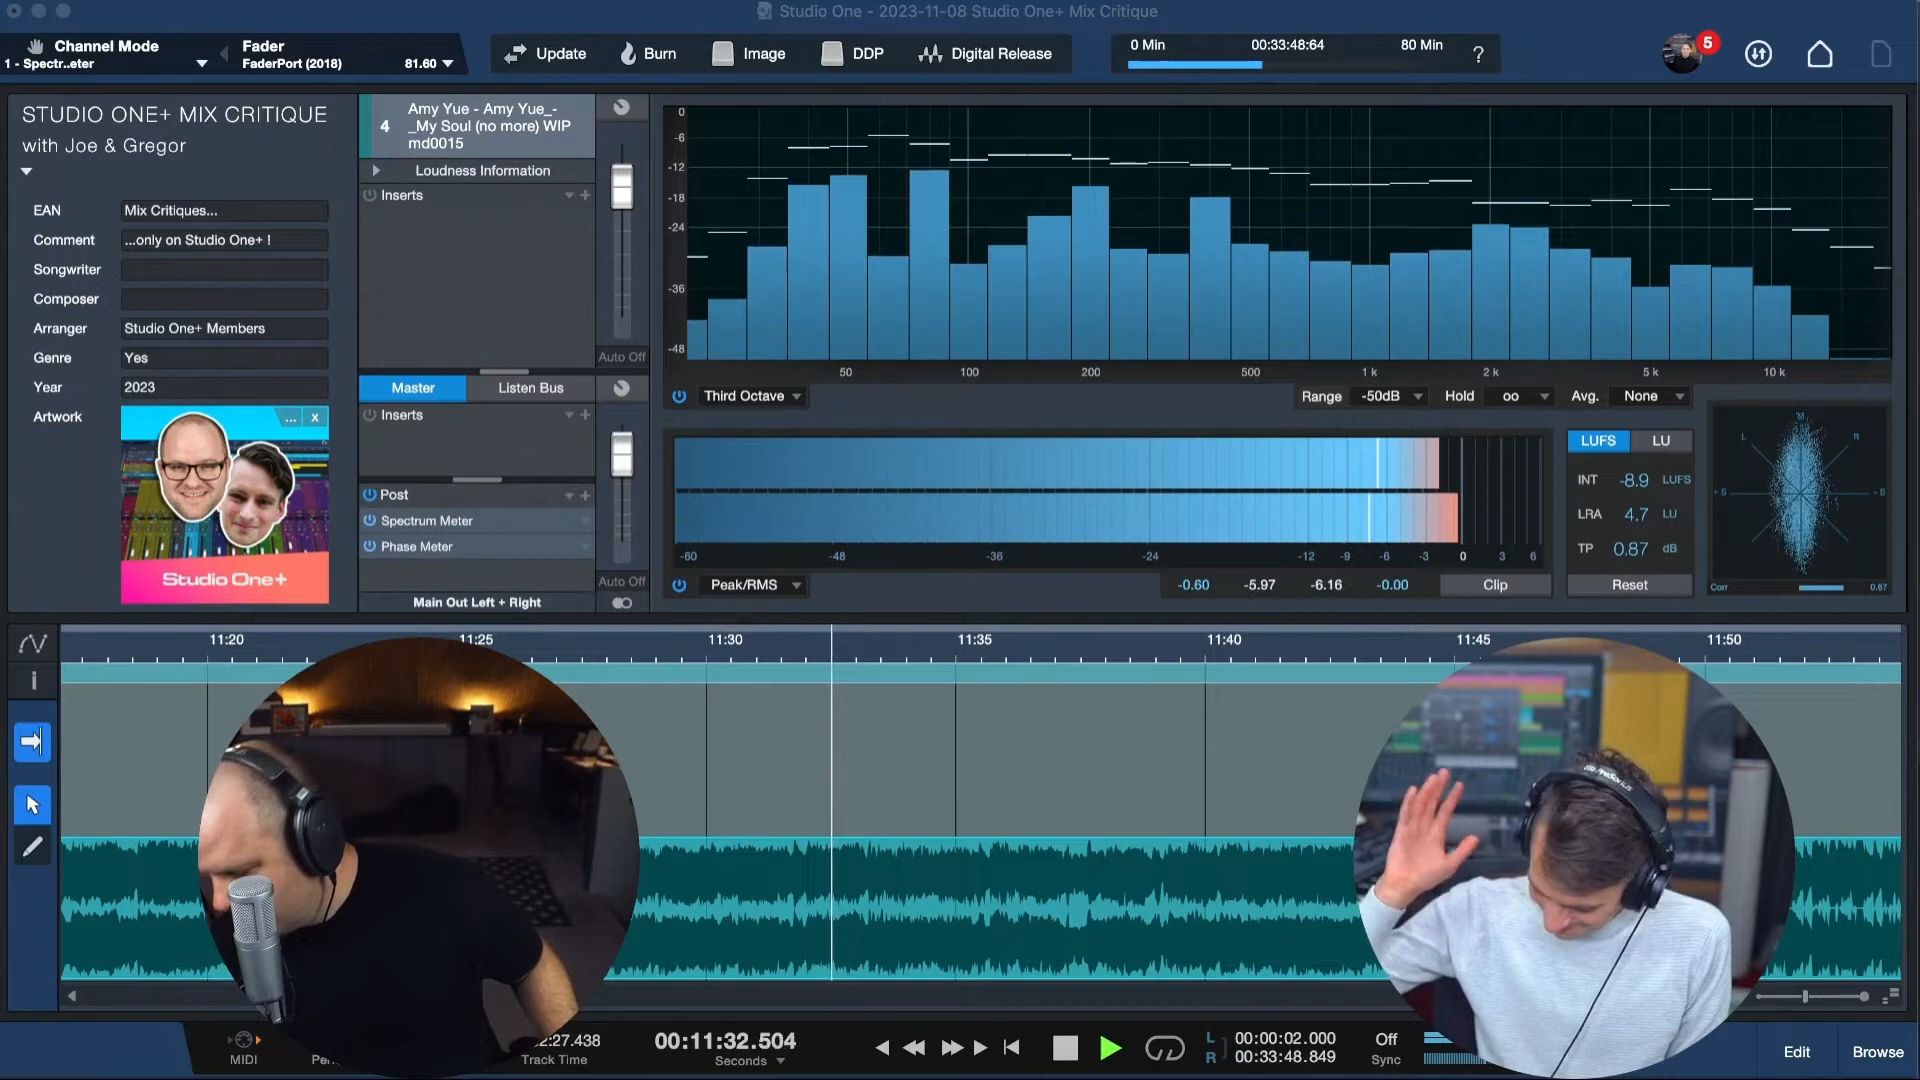 Studio One - 2023-11-08 Studio One+ Mix Critique
Channel Mode
1 - Spectr..eter
Fader
FaderPort (2018)
81.60
Update
Burn
Image
DDP
Digital Release
0 Min
00:33:48:64
80 Min
?
5
STUDIO ONE+ MIX CRITIQUE
with Joe & Gregor
EAN
Mix Critiques...
Comment
...only on Studio One+ !
Songwriter
Composer
Arranger
Studio One+ Members
Genre
Yes
Year
2023
Artwork
... x
Studio One+
4
Amy Yue - Amy Yue_-
_My Soul (no more) WIP
md0015
Loudness Information
Inserts
Auto Off
Master
Listen Bus
Inserts
Post
Spectrum Meter
Phase Meter
Auto Off
Main Out Left + Right
0
-6
-12
-18
-24
-36
-48
50 100 200 500 1 k 2 k 5 k 10 k
Third Octave
Range -50dB Hold oo Avg. None
-60 -48 -36 -24 -12 -9 -6 -3 0 3 6
Peak/RMS
-0.60 -5.97 -6.16 -0.00 Clip
LUFS LU
INT -8.9 LUFS
LRA 4.7 LU
TP 0.87 dB
Reset
M
L R
+S -S
Corr 0.67
11:20 11:25 11:30 11:35 11:40 11:45 11:50
i
PreSonus
MIDI
:27.438
Track Time
00:11:32.504
Seconds
L 00:00:02.000
R 00:33:48.849
Off
Sync
Edit
Browse